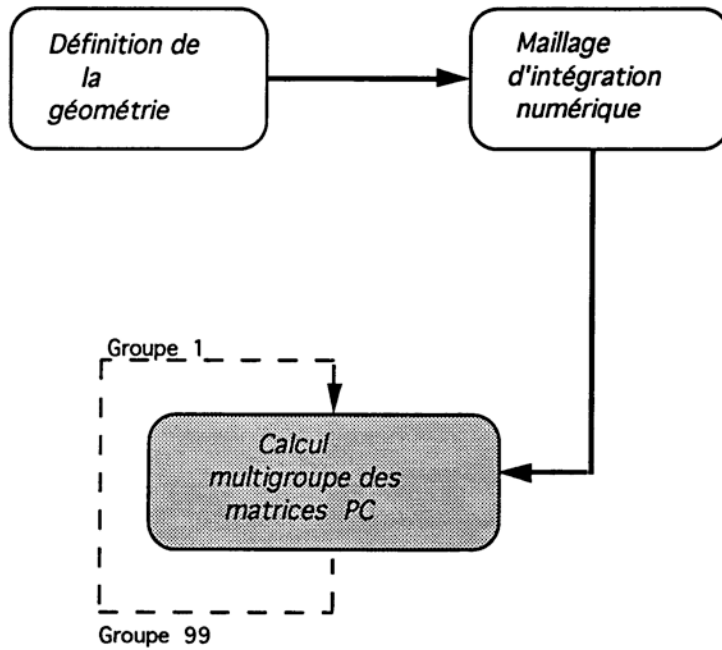 Définition de
la
géométrie
Maillage
d'intégration
numérique
Groupe 1
Calcul
multigroupe des
matrices PC
Groupe 99